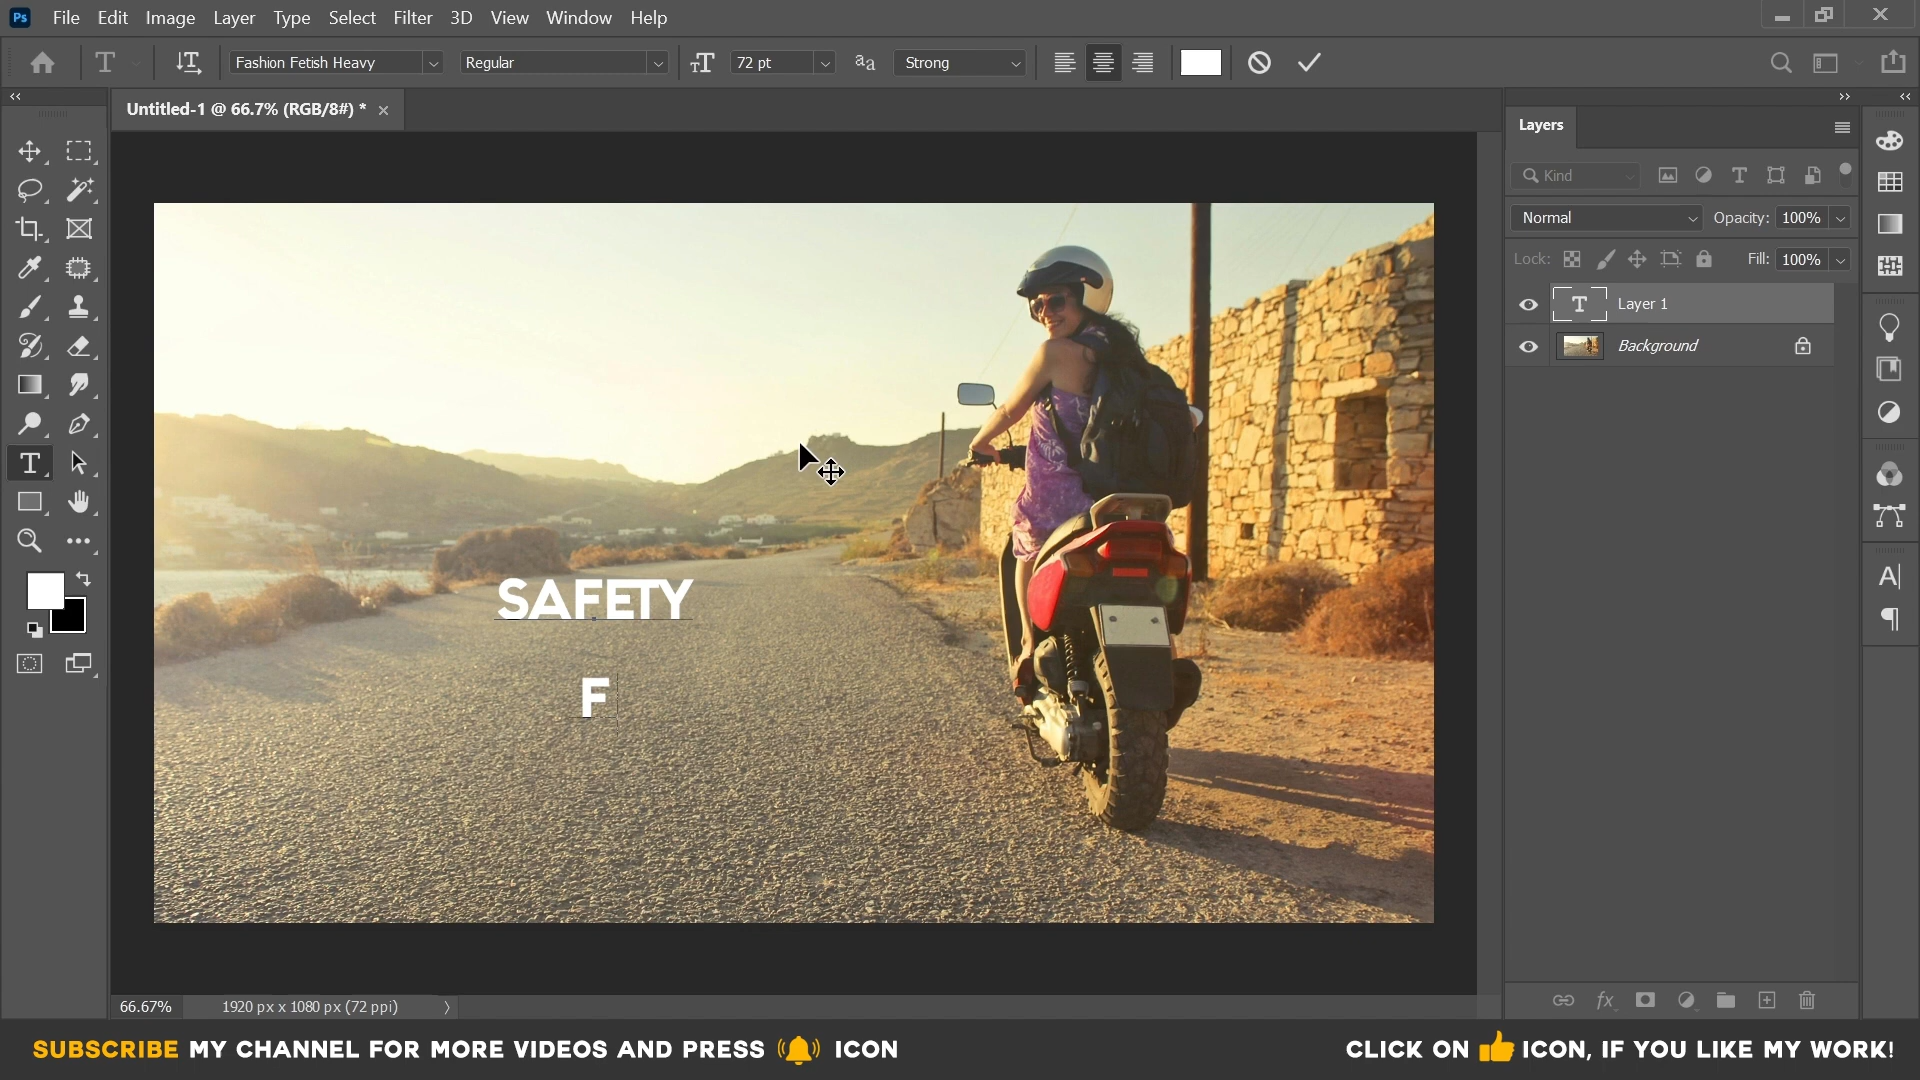 Ps File Edit Image Layer Type Select Filter 3D View Window Help
Fashion Fetish Heavy Regular 72 pt Strong
Untitled-1 @ 66.7% (RGB/8#) *
Layers
Kind
Normal Opacity: 100%
Lock: Fill: 100%
Layer 1
Background
SAFETY
F
66.67% 1920 px x 1080 px (72 ppi)
SUBSCRIBE MY CHANNEL FOR MORE VIDEOS AND PRESS ICON
CLICK ON ICON, IF YOU LIKE MY WORK!